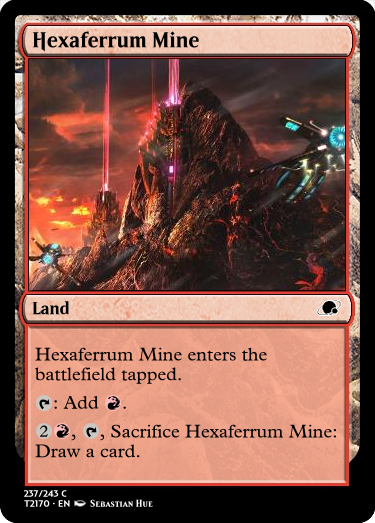 Hexaferrum Mine
Land
Hexaferrum Mine enters the
battlefield tapped.
: Add .
2 , , Sacrifice Hexaferrum Mine:
Draw a card.
237/243 C
T2170 • EN Sebastian Hue